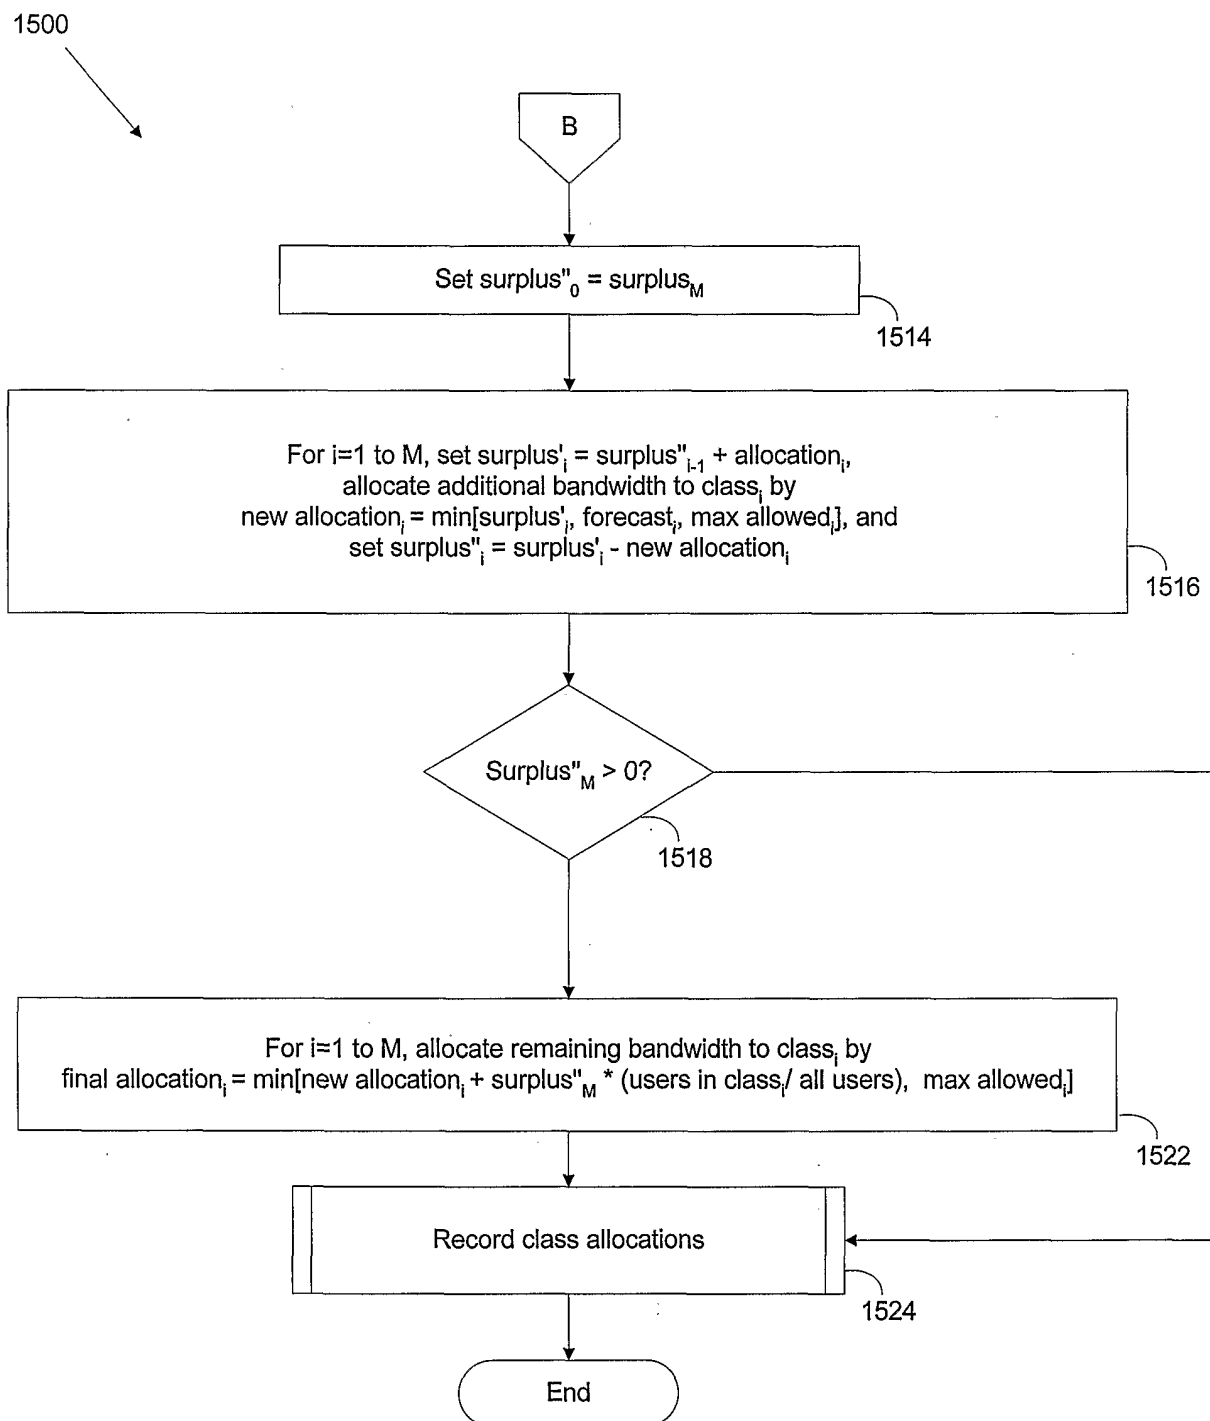 1500
B
Set surplus"₀ = surplus_M
1514
For i=1 to M, set surplus'ᵢ = surplus"ᵢ₋₁ + allocationᵢ,
allocate additional bandwidth to classᵢ by
new allocationᵢ = min[surplus'ᵢ, forecastᵢ, max allowedᵢ], and
set surplus"ᵢ = surplus'ᵢ - new allocationᵢ
1516
Surplus"_M > 0?
1518
For i=1 to M, allocate remaining bandwidth to classᵢ by
final allocationᵢ = min[new allocationᵢ + surplus"_M * (users in classᵢ/ all users), max allowedᵢ]
1522
Record class allocations
1524
End